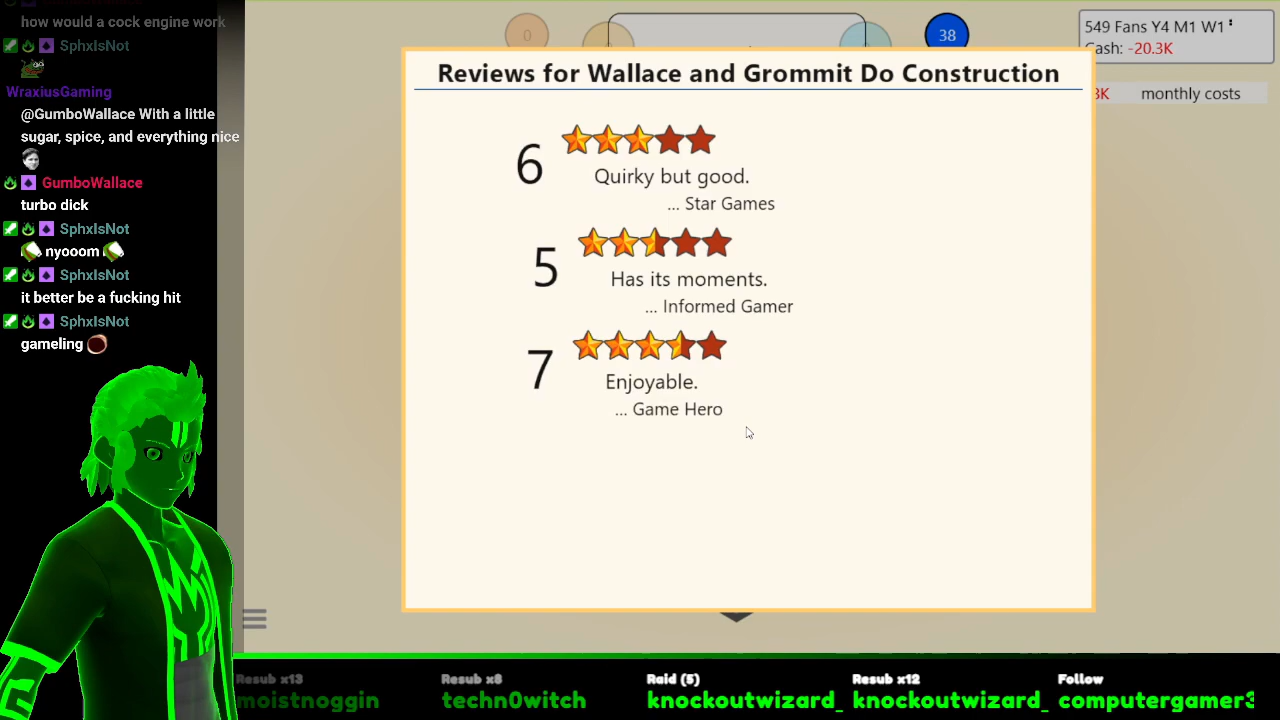 how would a cock engine work
SphxIsNot
WraxiusGaming
@GumboWallace With a little
sugar, spice, and everything nice
GumboWallace
turbo dick
SphxIsNot
nyooom
SphxIsNot
it better be a fucking hit
SphxIsNot
gameling
0
38
549 Fans Y4 M1 W1
Cash: -20.3K
monthly costs
Reviews for Wallace and Grommit Do Construction
6
Quirky but good.
... Star Games
5
Has its moments.
... Informed Gamer
7
Enjoyable.
... Game Hero
Resub x13
moistnoggin
Resub x8
techn0witch
Raid (5)
knockoutwizard_
Resub x12
knockoutwizard_
Follow
computergamer3